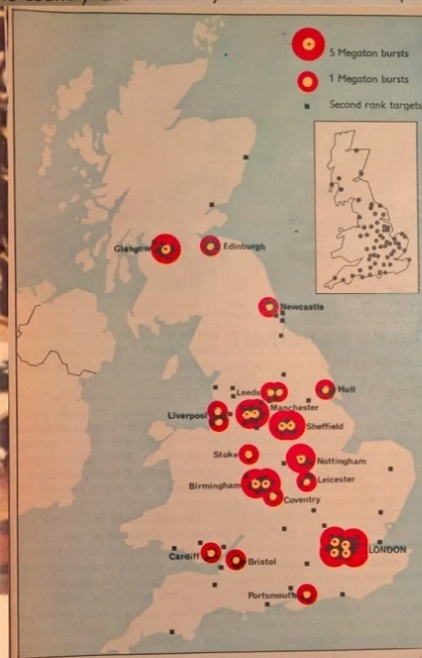 5 Megaton bursts
1 Megaton bursts
Second rank targets
Glasgow
Edinburgh
Newcastle
Leeds
Hull
Manchester
Liverpool
Sheffield
Stoke
Nottingham
Birmingham
Leicester
Coventry
LONDON
Cardiff
Bristol
Portsmouth